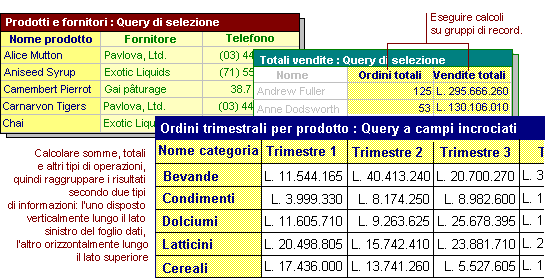 Prodotti e fornitori : Query di selezione
Nome prodotto Fornitore Telefono
Alice Mutton Pavlova, Ltd. (03) 44
Aniseed Syrup Exotic Liquids (71) 55
Camembert Pierrot Gai pâturage 38.7
Carnarvon Tigers Pavlova, Ltd. (03) 44
Chai Exotic Liqu
Eseguire calcoli
su gruppi di record.
Totali vendite : Query di selezione
Nome Ordini totali Vendite totali
Andrew Fuller 125 L. 295.666.260
Anne Dodsworth 53 L. 130.106.010
Calcolare somme, totali
e altri tipi di operazioni,
quindi raggruppare i risultati
secondo due tipi
di informazioni: l'uno disposto
verticalmente lungo il lato
sinistro del foglio dati,
l'altro orizzontalmente lungo
il lato superiore
Ordini trimestrali per prodotto : Query a campi incrociati
Nome categoria Trimestre 1 Trimestre 2 Trimestre 3 T
Bevande L. 11.544.165 L. 40.413.240 L. 20.700.270 L. 3
Condimenti L. 3.999.330 L. 8.174.250 L. 8.982.600 L. 1
Dolciumi L. 11.605.710 L. 9.263.625 L. 25.678.395 L.
Latticini L. 20.498.805 L. 15.742.410 L. 23.881.710 L. 2
Cereali L. 17.436.000 L. 13.741.260 L. 5.527.605 L. 1